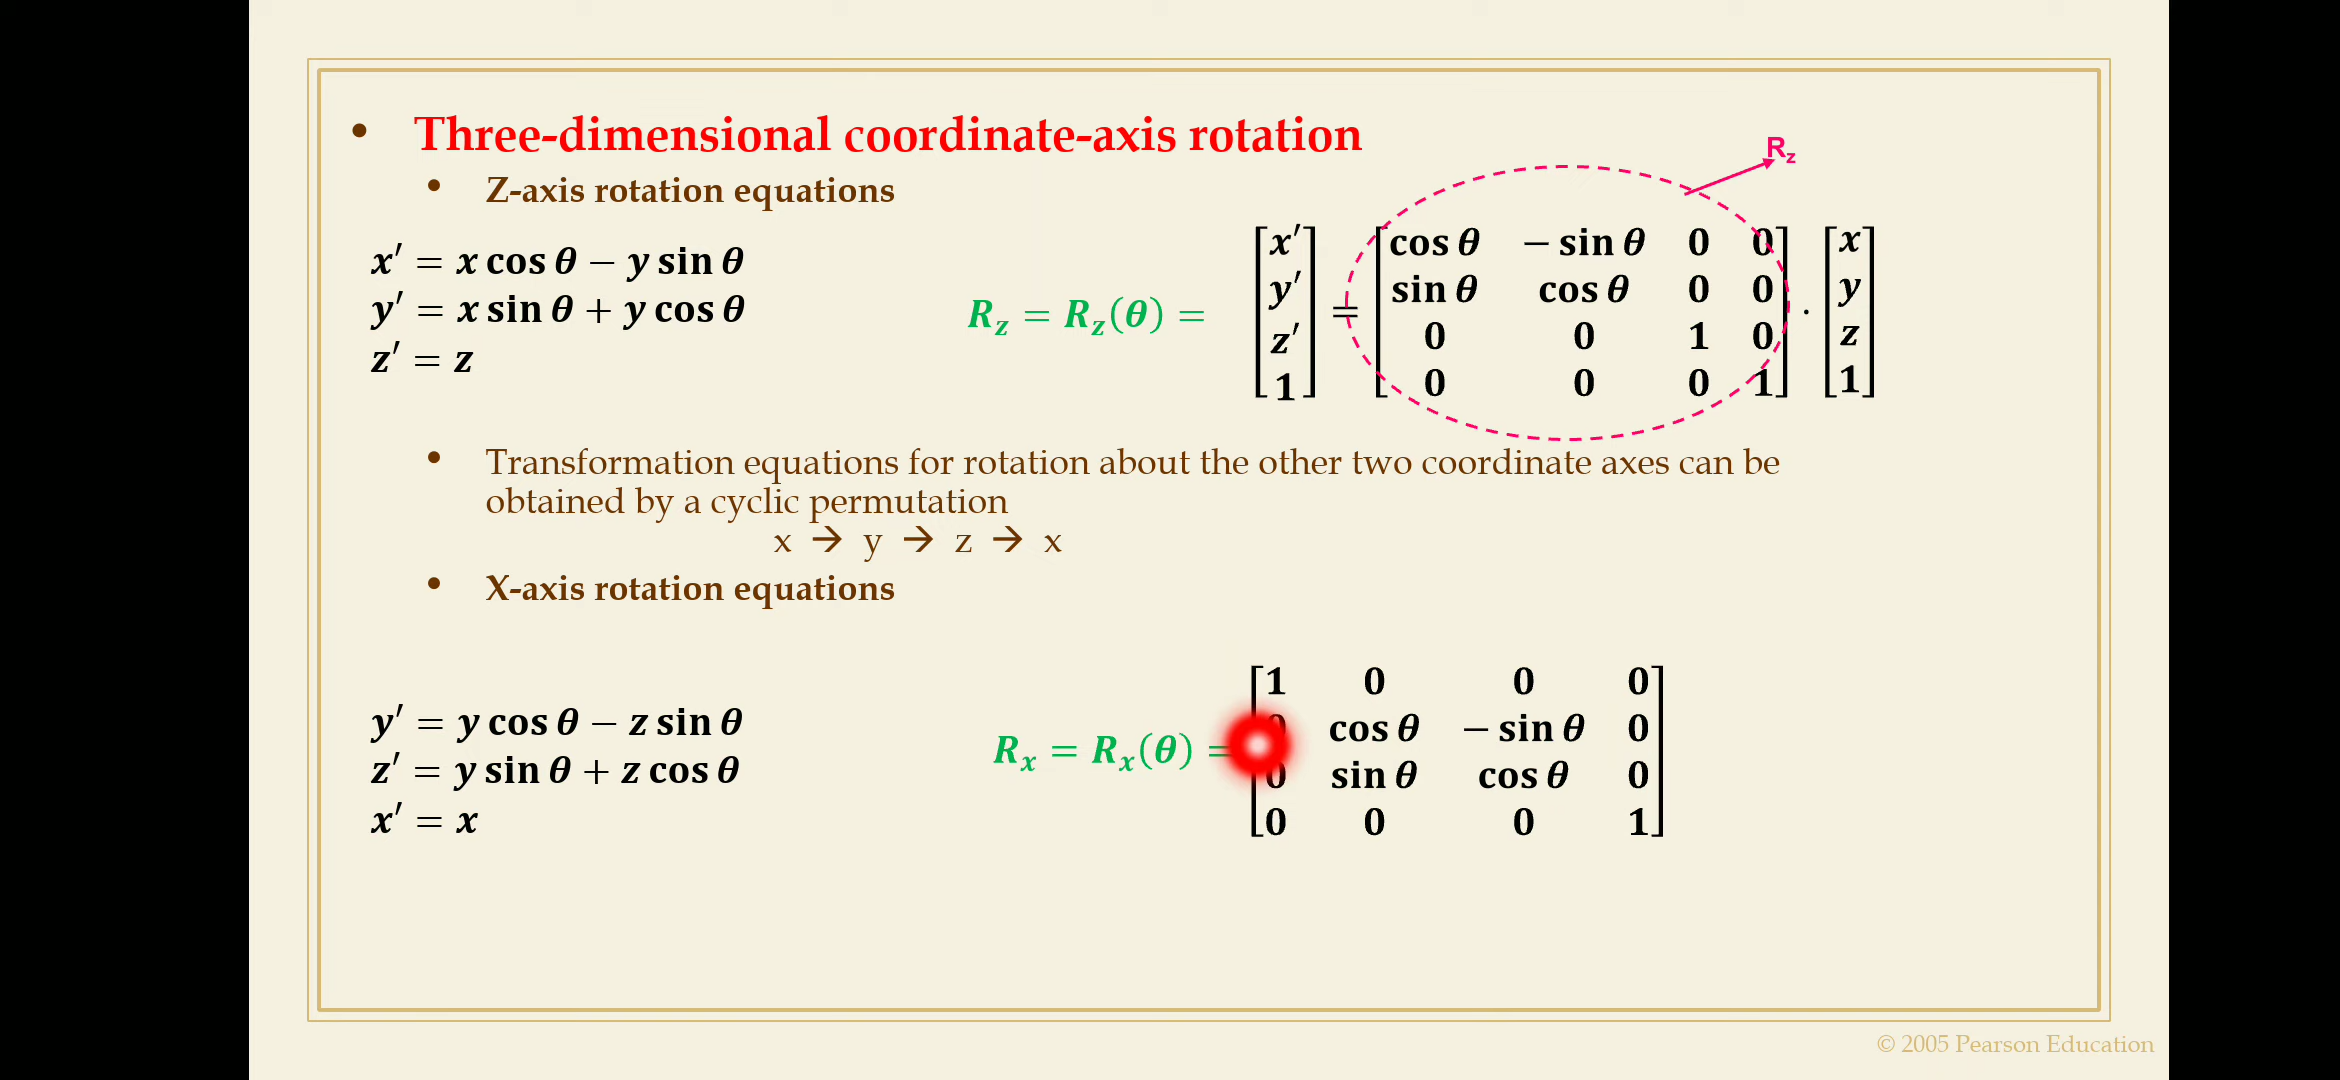 • Three-dimensional coordinate-axis rotation
R_z
• Z-axis rotation equations
x′ = x cos θ − y sin θ
y′ = x sin θ + y cos θ
z′ = z
R_z = R_z(θ) =
[x′ y′ z′ 1] = [cos θ − sin θ 0 0
sin θ cos θ 0 0
0 0 1 0
0 0 0 1] · [x y z 1]
• Transformation equations for rotation about the other two coordinate axes can be
obtained by a cyclic permutation
x → y → z → x
• X-axis rotation equations
y′ = y cos θ − z sin θ
z′ = y sin θ + z cos θ
x′ = x
R_x = R_x(θ) =
[1 0 0 0
0 cos θ − sin θ 0
0 sin θ cos θ 0
0 0 0 1]
© 2005 Pearson Education